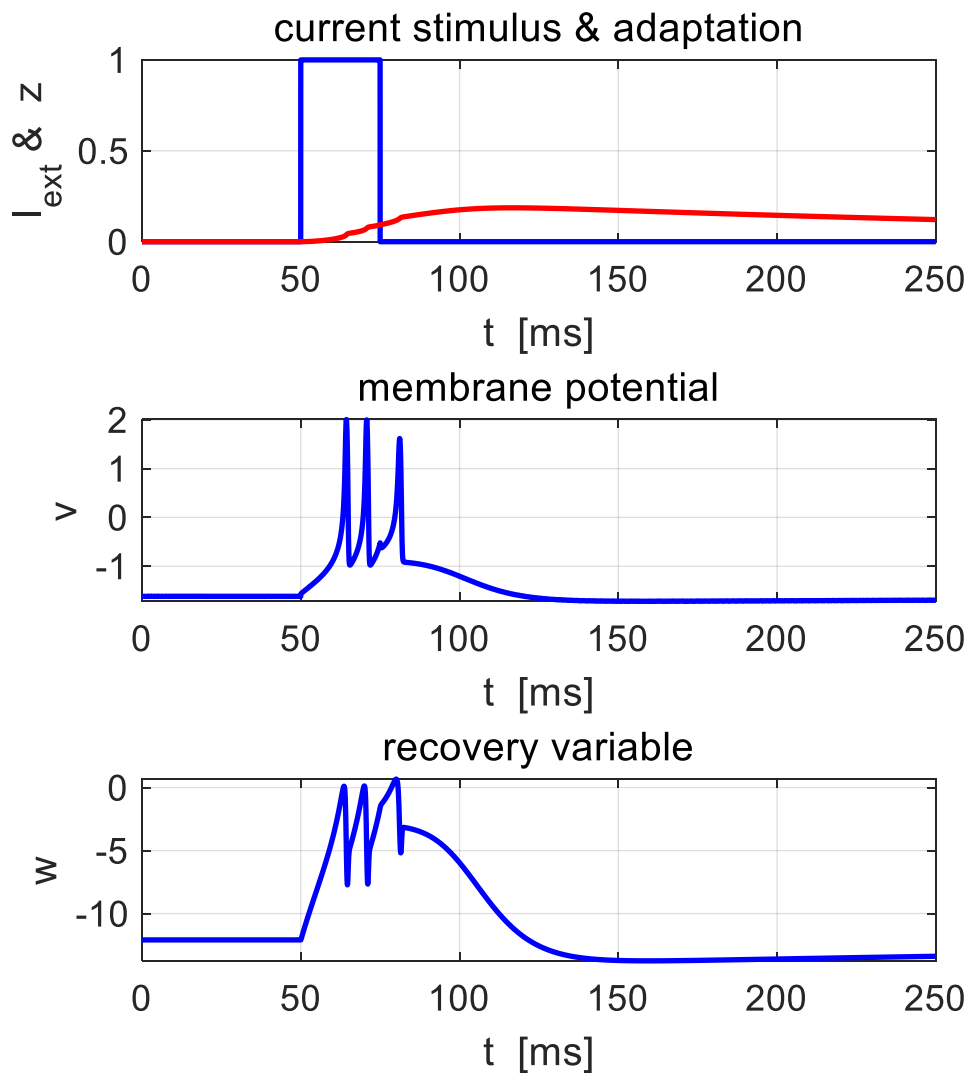 current stimulus & adaptation
I_ext & z
1
0.5
0
0 50 100 150 200 250
t [ms]
membrane potential
v
2
1
0
-1
0 50 100 150 200 250
t [ms]
recovery variable
w
0
-5
-10
0 50 100 150 200 250
t [ms]